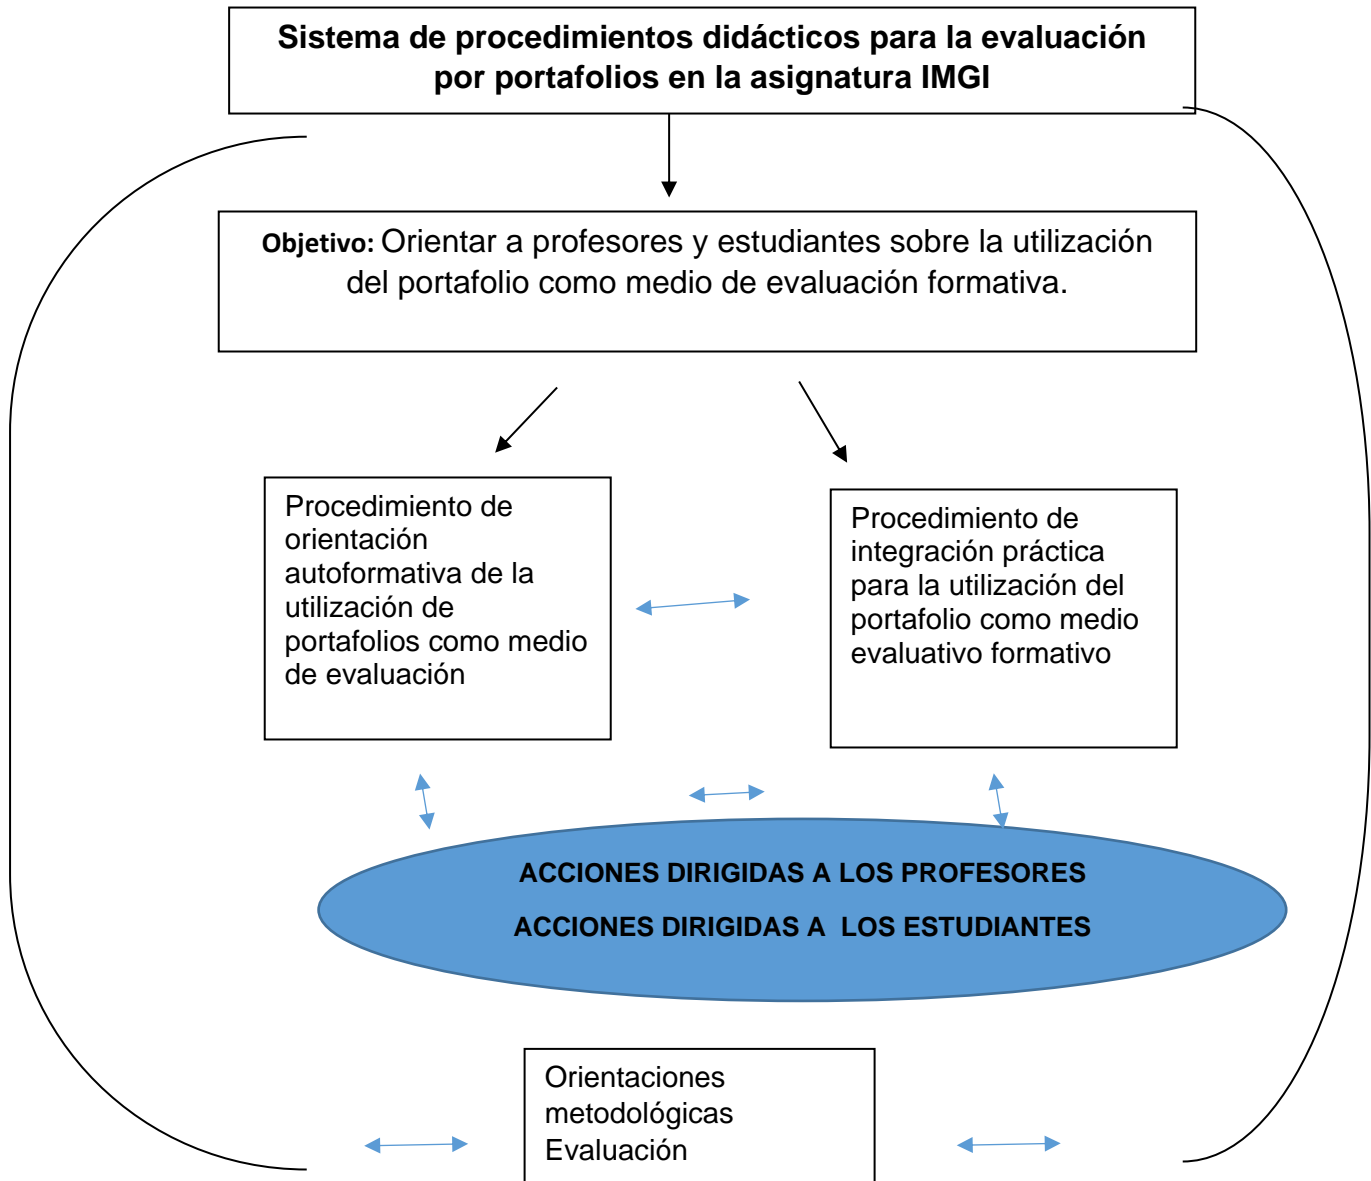 Sistema de procedimientos didácticos para la evaluación
por portafolios en la asignatura IMGI
Objetivo: Orientar a profesores y estudiantes sobre la utilización
del portafolio como medio de evaluación formativa.
Procedimiento de
orientación
autoformativa de la
utilización de
portafolios como medio
de evaluación
Procedimiento de
integración práctica
para la utilización del
portafolio como medio
evaluativo formativo
ACCIONES DIRIGIDAS A LOS PROFESORES
ACCIONES DIRIGIDAS A  LOS ESTUDIANTES
Orientaciones
metodológicas
Evaluación